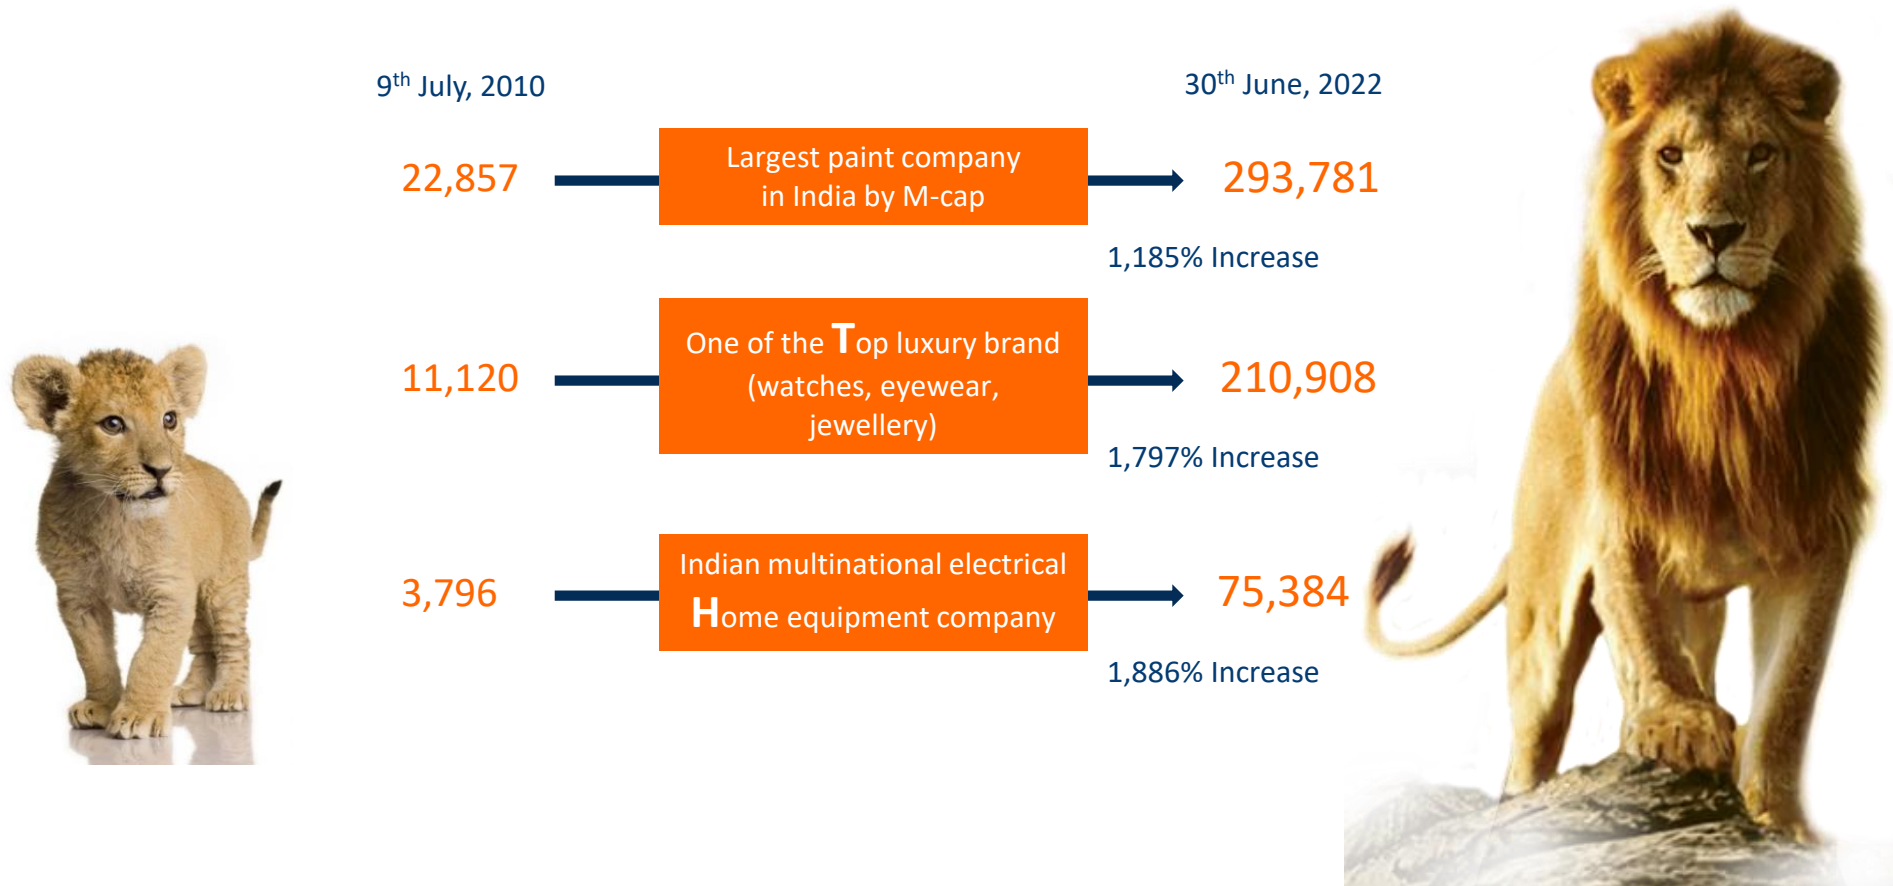 9th July, 2010
30th June, 2022
22,857
Largest paint company
in India by M-cap
293,781
1,185% Increase
11,120
One of the Top luxury brand
(watches, eyewear,
jewellery)
210,908
1,797% Increase
3,796
Indian multinational electrical
Home equipment company
75,384
1,886% Increase